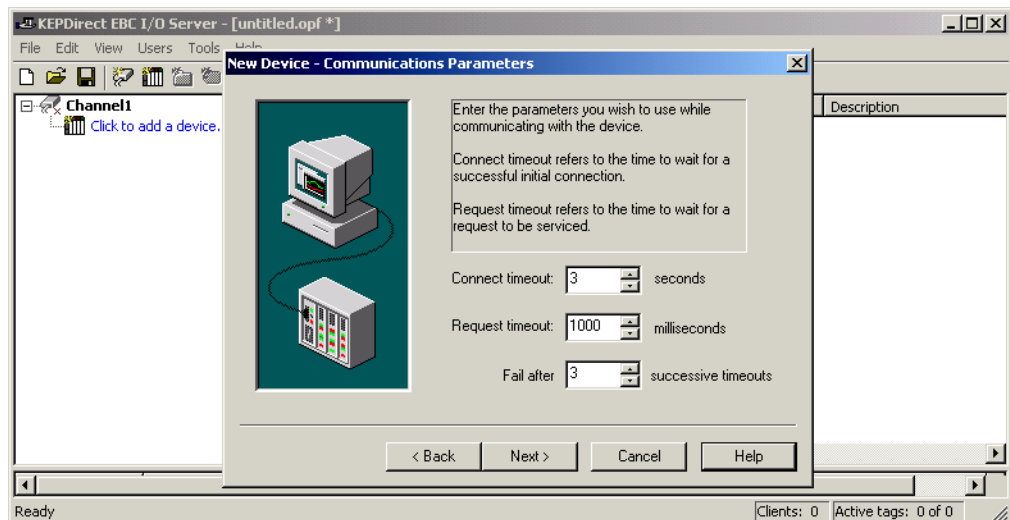 KEPDirect EBC I/O Server - [untitled.opf *]
File Edit View Users Tools Help
New Device - Communications Parameters
Channel1
Click to add a device.
Description
Enter the parameters you wish to use while
communicating with the device.
Connect timeout refers to the time to wait for a
successful initial connection.
Request timeout refers to the time to wait for a
request to be serviced.
Connect timeout: 3 seconds
Request timeout: 1000 milliseconds
Fail after 3 successive timeouts
< Back Next > Cancel Help
Ready Clients: 0 Active tags: 0 of 0